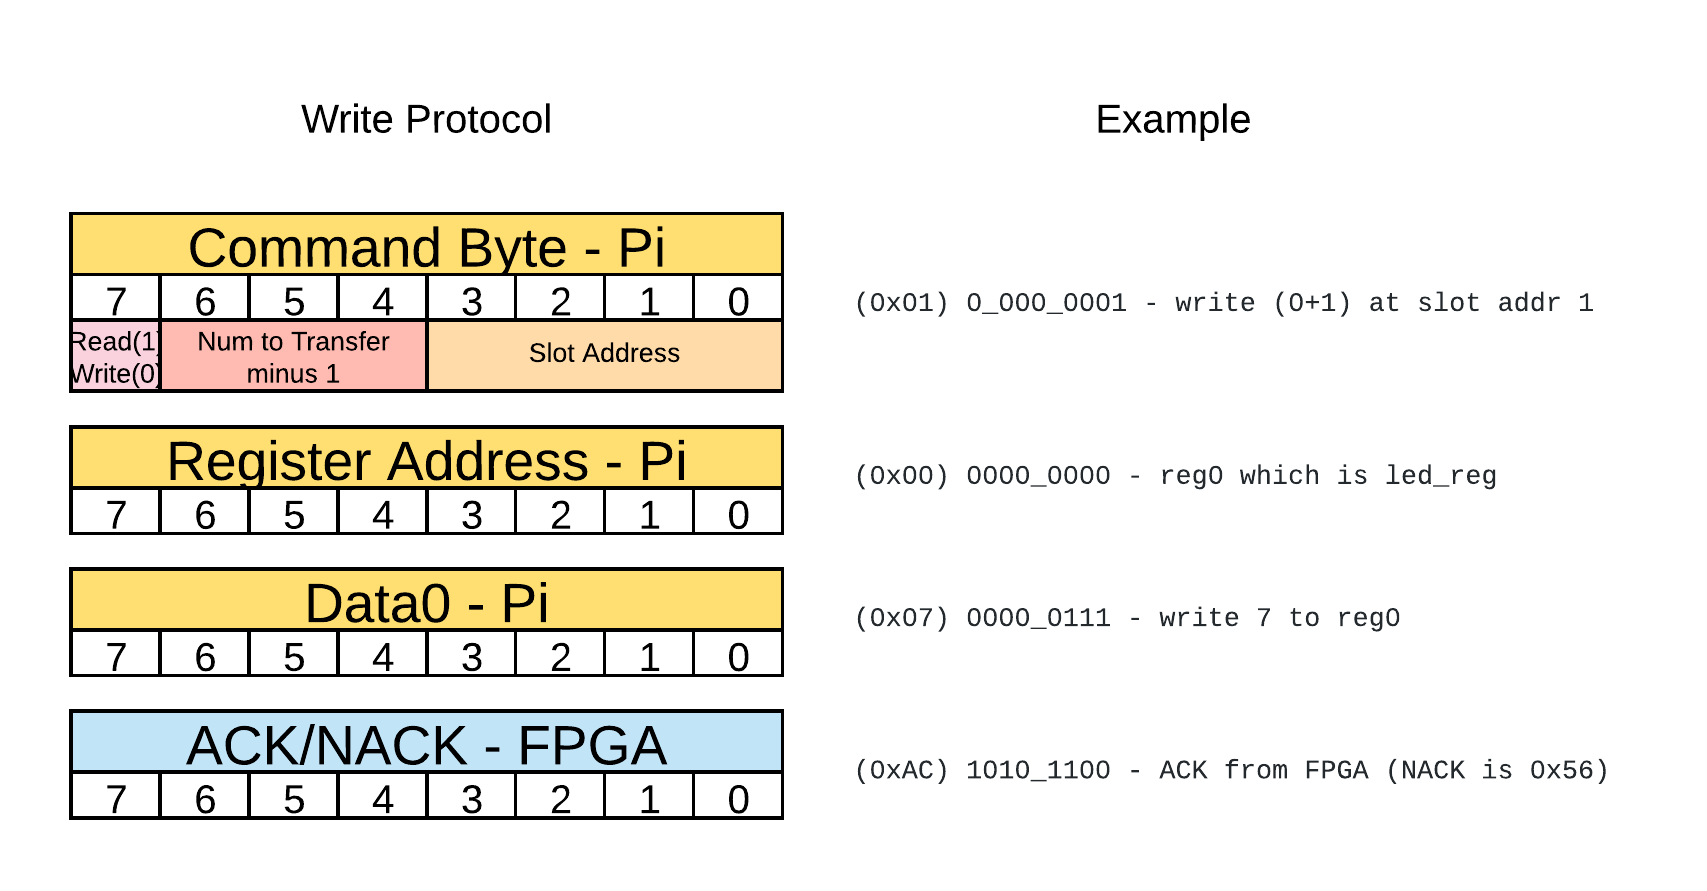 Write Protocol
Example
Command Byte - Pi
7 6 5 4 3 2 1 0
Read(1)
Write(0)
Num to Transfer
minus 1
Slot Address
(0x01) 0_000_0001 - write (0+1) at slot addr 1
Register Address - Pi
7 6 5 4 3 2 1 0
(0x00) 0000_0000 - reg0 which is led_reg
Data0 - Pi
7 6 5 4 3 2 1 0
(0x07) 0000_0111 - write 7 to reg0
ACK/NACK - FPGA
7 6 5 4 3 2 1 0
(0xAC) 1010_1100 - ACK from FPGA (NACK is 0x56)